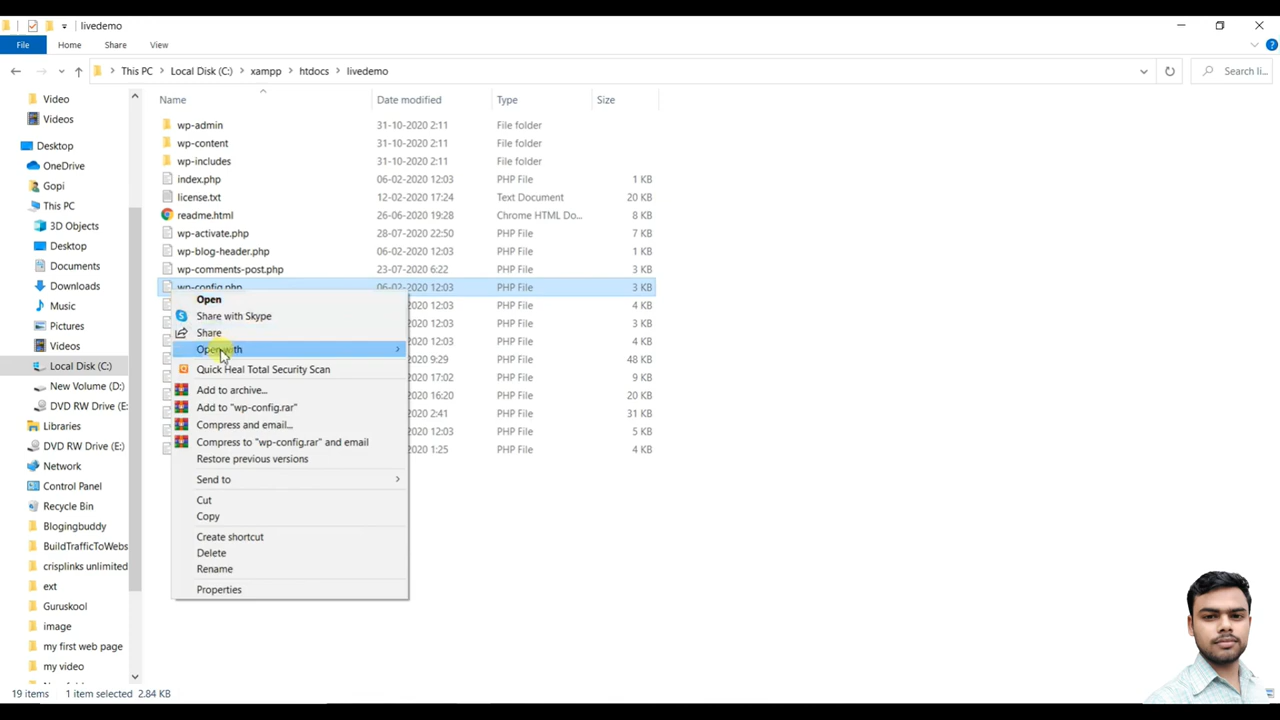 livedemo
File Home Share View
This PC Local Disk (C:) xampp htdocs livedemo Search li...
Name Date modified Type Size
Video
Videos
Desktop
OneDrive
Gopi
This PC
3D Objects
Desktop
Documents
Downloads
Music
Pictures
Videos
Local Disk (C:)
New Volume (D:)
DVD RW Drive (E:
Libraries
DVD RW Drive (E:)
Network
Control Panel
Recycle Bin
Blogingbuddy
BuildTrafficToWebs
crisplinks unlimited
ext
Guruskool
image
my first web page
my video
wp-admin 31-10-2020 2:11 File folder
wp-content 31-10-2020 2:11 File folder
wp-includes 31-10-2020 2:11 File folder
index.php 06-02-2020 12:03 PHP File 1 KB
license.txt 12-02-2020 17:24 Text Document 20 KB
readme.html 26-06-2020 19:28 Chrome HTML Do... 8 KB
wp-activate.php 28-07-2020 22:50 PHP File 7 KB
wp-blog-header.php 06-02-2020 12:03 PHP File 1 KB
wp-comments-post.php 23-07-2020 6:22 PHP File 3 KB
wp-config.php 06-02-2020 12:03 PHP File 3 KB
2020 12:03 PHP File 4 KB
2020 12:03 PHP File 3 KB
2020 12:03 PHP File 4 KB
2020 9:29 PHP File 48 KB
2020 17:02 PHP File 9 KB
2020 16:20 PHP File 20 KB
2020 2:41 PHP File 31 KB
2020 12:03 PHP File 5 KB
2020 1:25 PHP File 4 KB
Open
Share with Skype
Share
Open with
Quick Heal Total Security Scan
Add to archive...
Add to "wp-config.rar"
Compress and email...
Compress to "wp-config.rar" and email
Restore previous versions
Send to
Cut
Copy
Create shortcut
Delete
Rename
Properties
19 items 1 item selected 2.84 KB